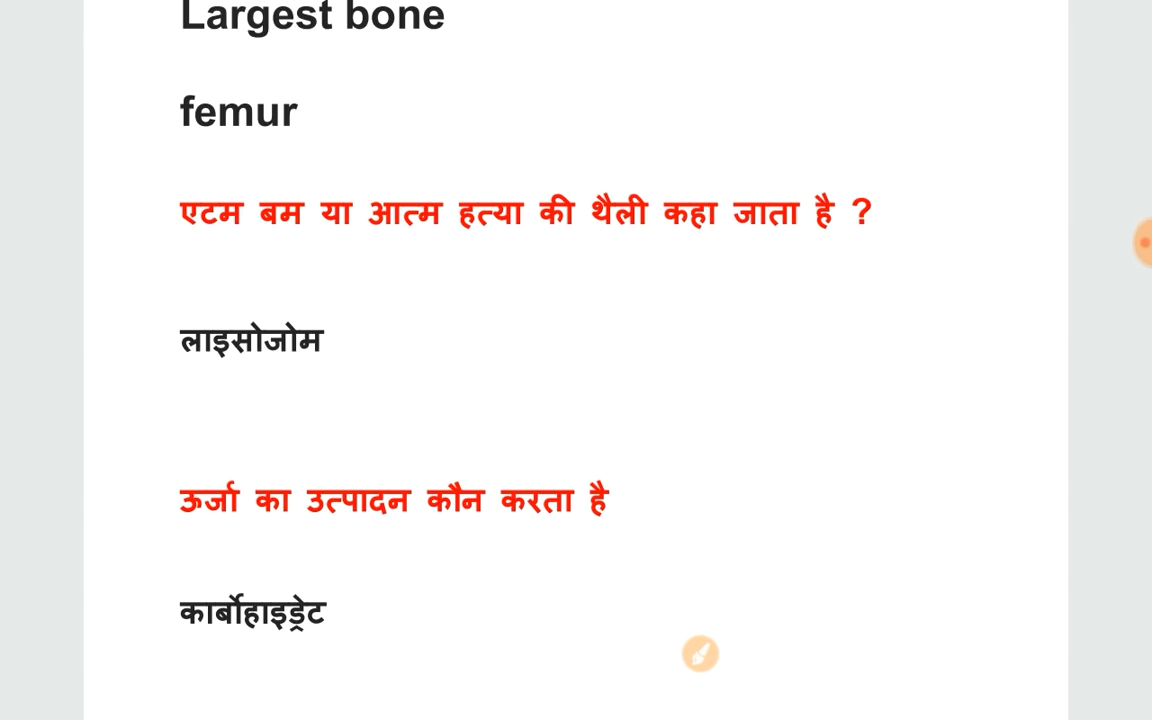 Largest bone
femur
एटम बम या आत्म हत्या की थैली कहा जाता है ?
लाइसोजोम
ऊर्जा का उत्पादन कौन करता है
कार्बोहाइड्रेट